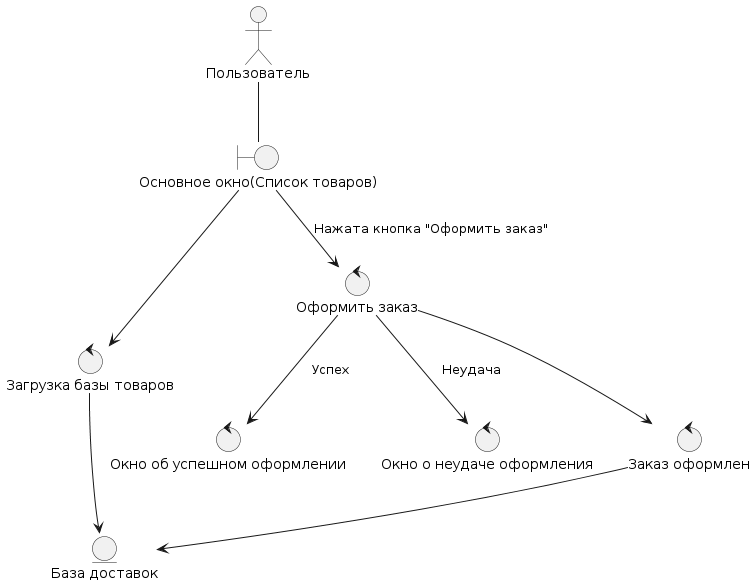 Пользователь
Основное окно(Список товаров)
Нажата кнопка "Оформить заказ"
Оформить заказ
Загрузка базы товаров
Успех
Неудача
Окно об успешном оформлении
Окно о неудаче оформления
Заказ оформлен
База доставок